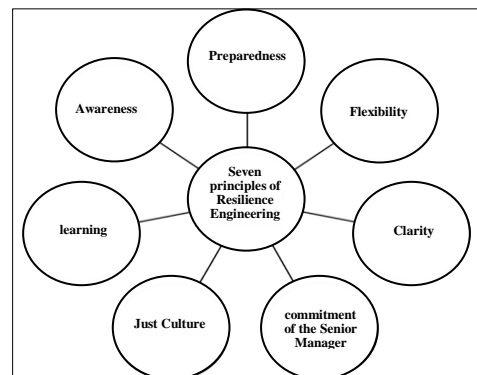 Preparedness
Flexibility
Clarity
commitment
of the Senior
Manager
Just Culture
learning
Awareness
Seven
principles of
Resilience
Engineering